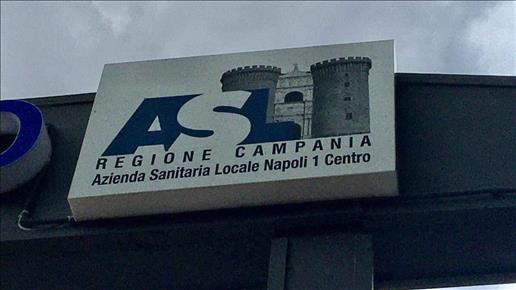 ASL
REGIONE CAMPANIA
Azienda Sanitaria Locale Napoli 1 Centro